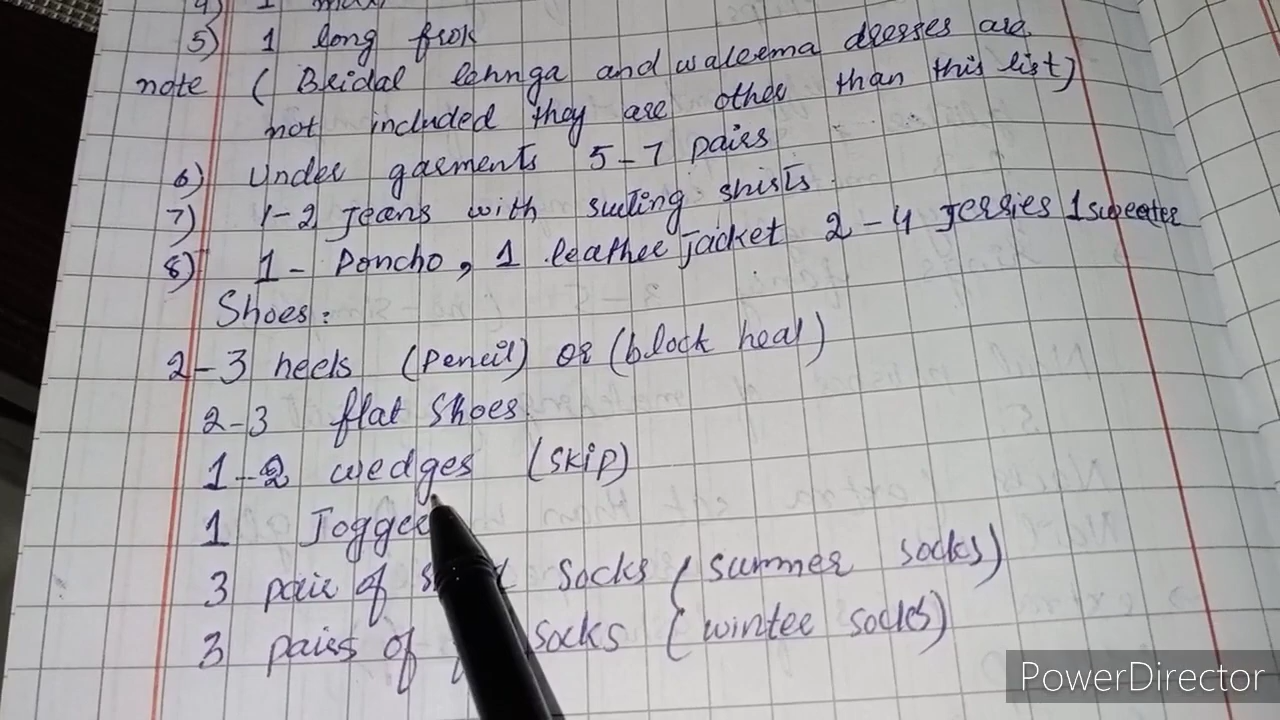 5) 1 long frok
note ( Bridal lehnga and waleema dresses are
not included they are other than this list)
6) Under garments 5-7 pairs
7) 1-2 jeans with suiting shirts.
8) 1- Poncho, 1 leather jacket 2-4 Jersies 1 sweater
Shoes:
2-3 heels (Pencil) or (block heal)
2-3 flat shoes.
1-2 wedges (skip)
1 Jogger
3 pair of socks (summer socks)
3 pairs of socks (winter socks)
PowerDirector